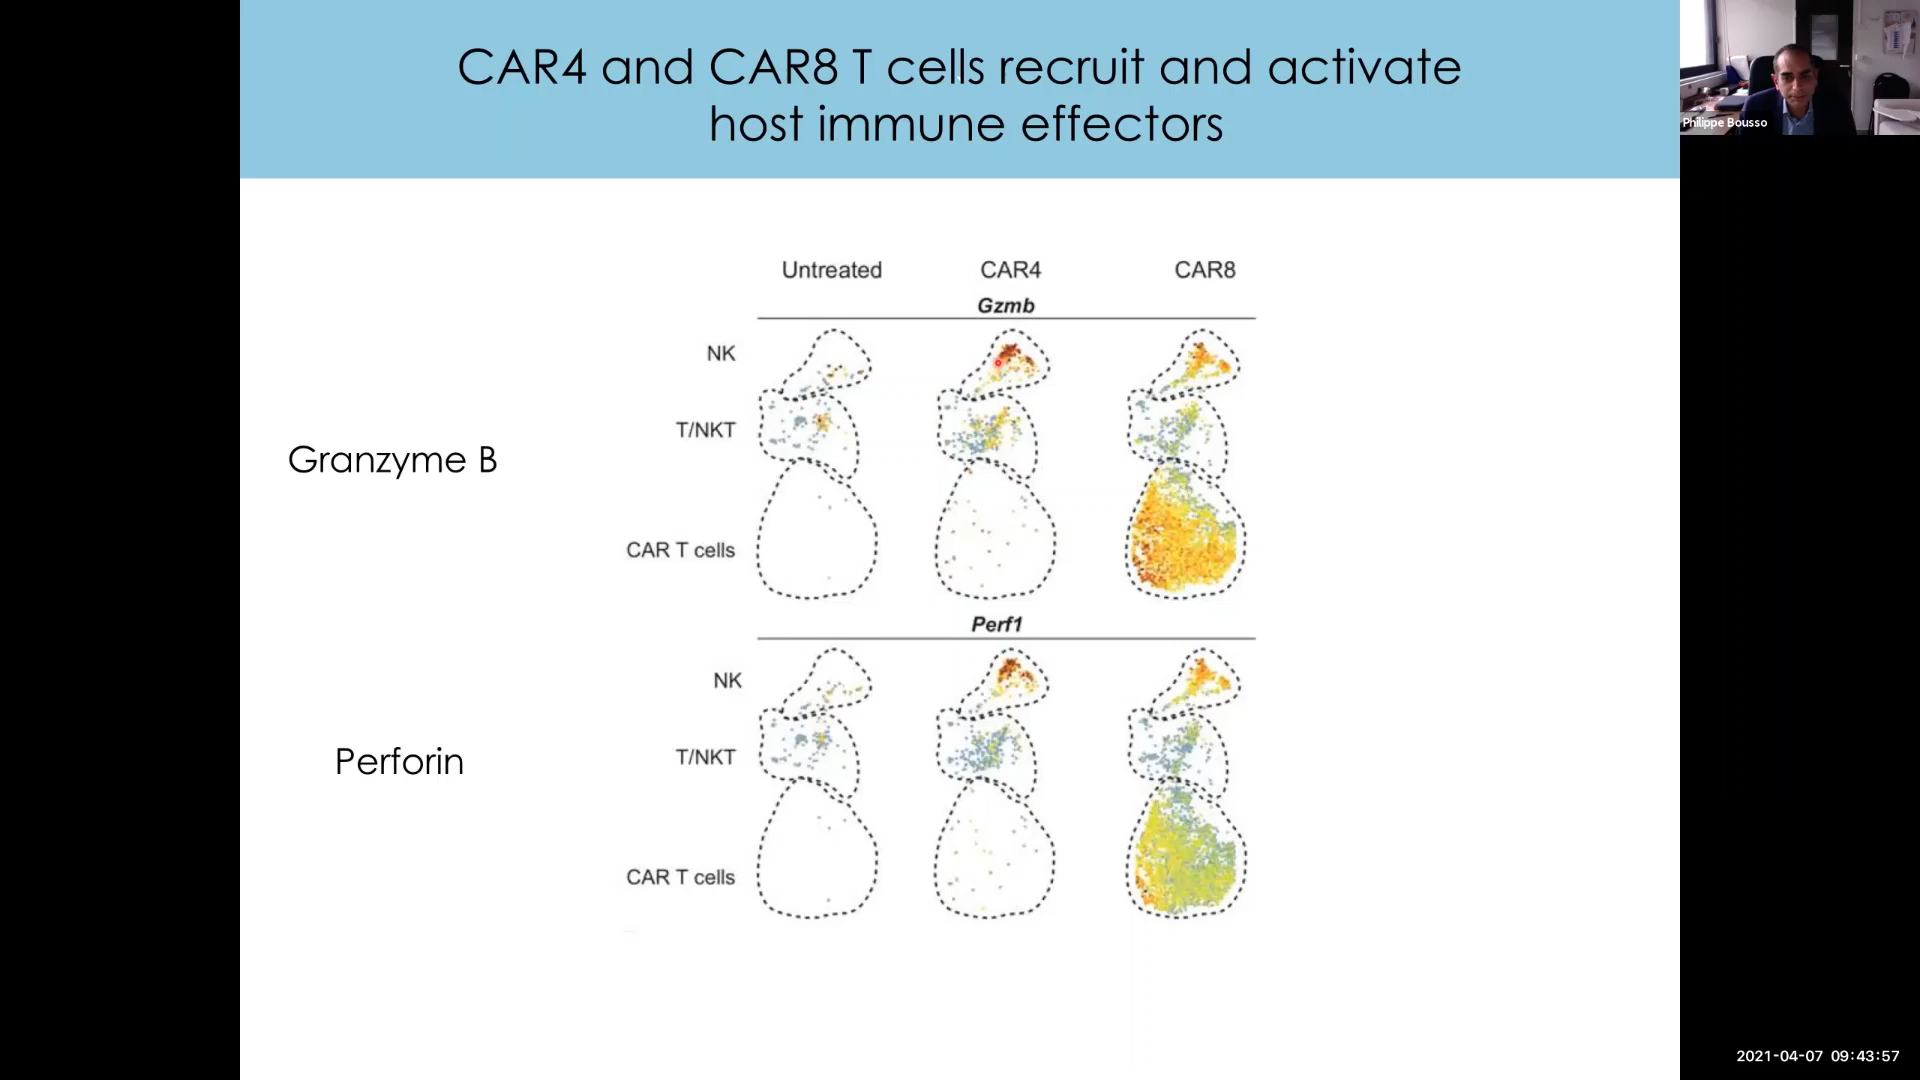 CAR4 and CAR8 T cells recruit and activate
host immune effectors
Philippe Bousso
Untreated CAR4 CAR8
Gzmb
NK
T/NKT
Granzyme B
CAR T cells
Perf1
NK
T/NKT
Perforin
CAR T cells
2021-04-07 09:43:57